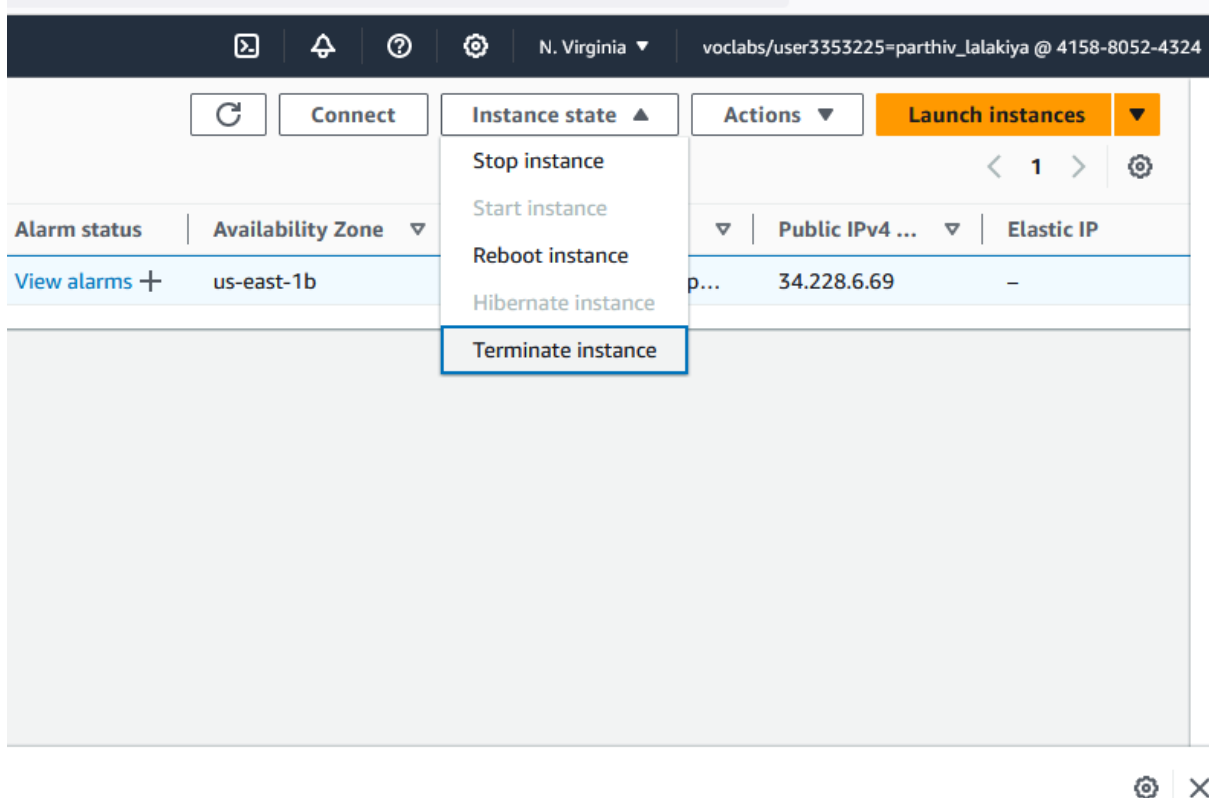 N. Virginia ▼ voclabs/user3353225=parthiv_lalakiya @ 4158-8052-4324
Connect Instance state ▲ Actions ▼ Launch instances ▼
Stop instance
1
Start instance
Alarm status Availability Zone Public IPv4 ... Elastic IP
Reboot instance
View alarms + us-east-1b p... 34.228.6.69 –
Hibernate instance
Terminate instance